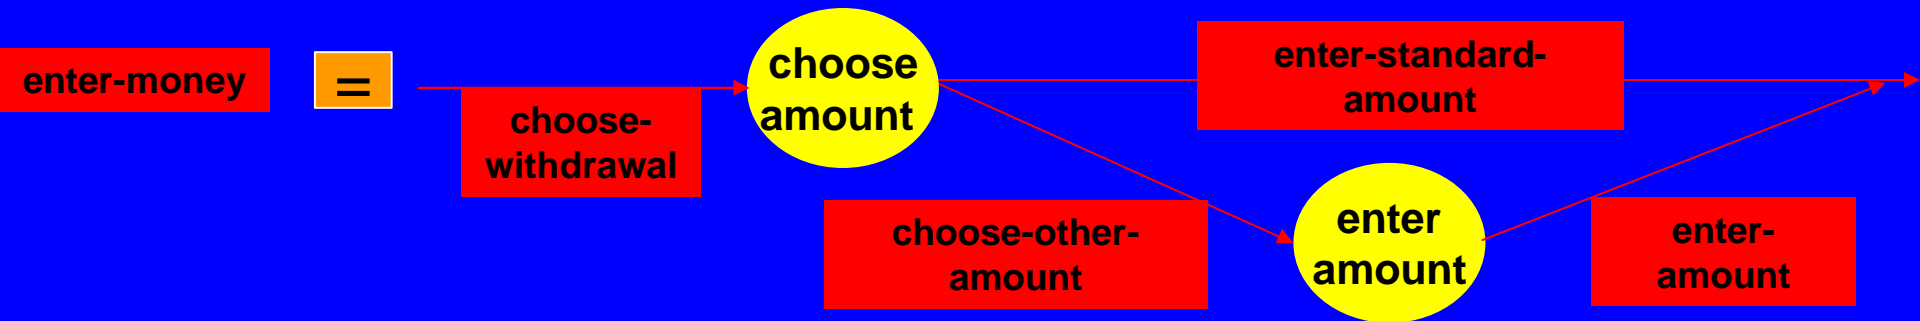 enter-money
=
choose-
withdrawal
choose
amount
enter-standard-
amount
choose-other-
amount
enter
amount
enter-
amount